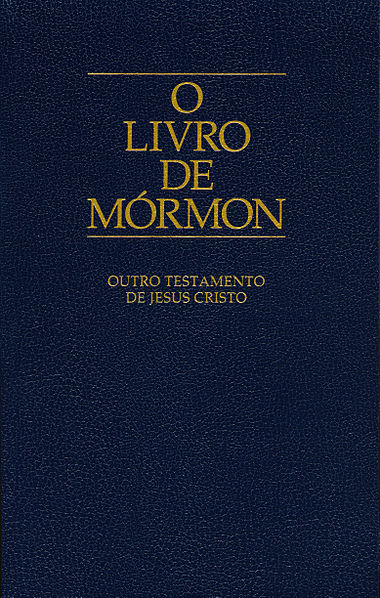 O
LIVRO
DE
MÓRMON
OUTRO TESTAMENTO
DE JESUS CRISTO